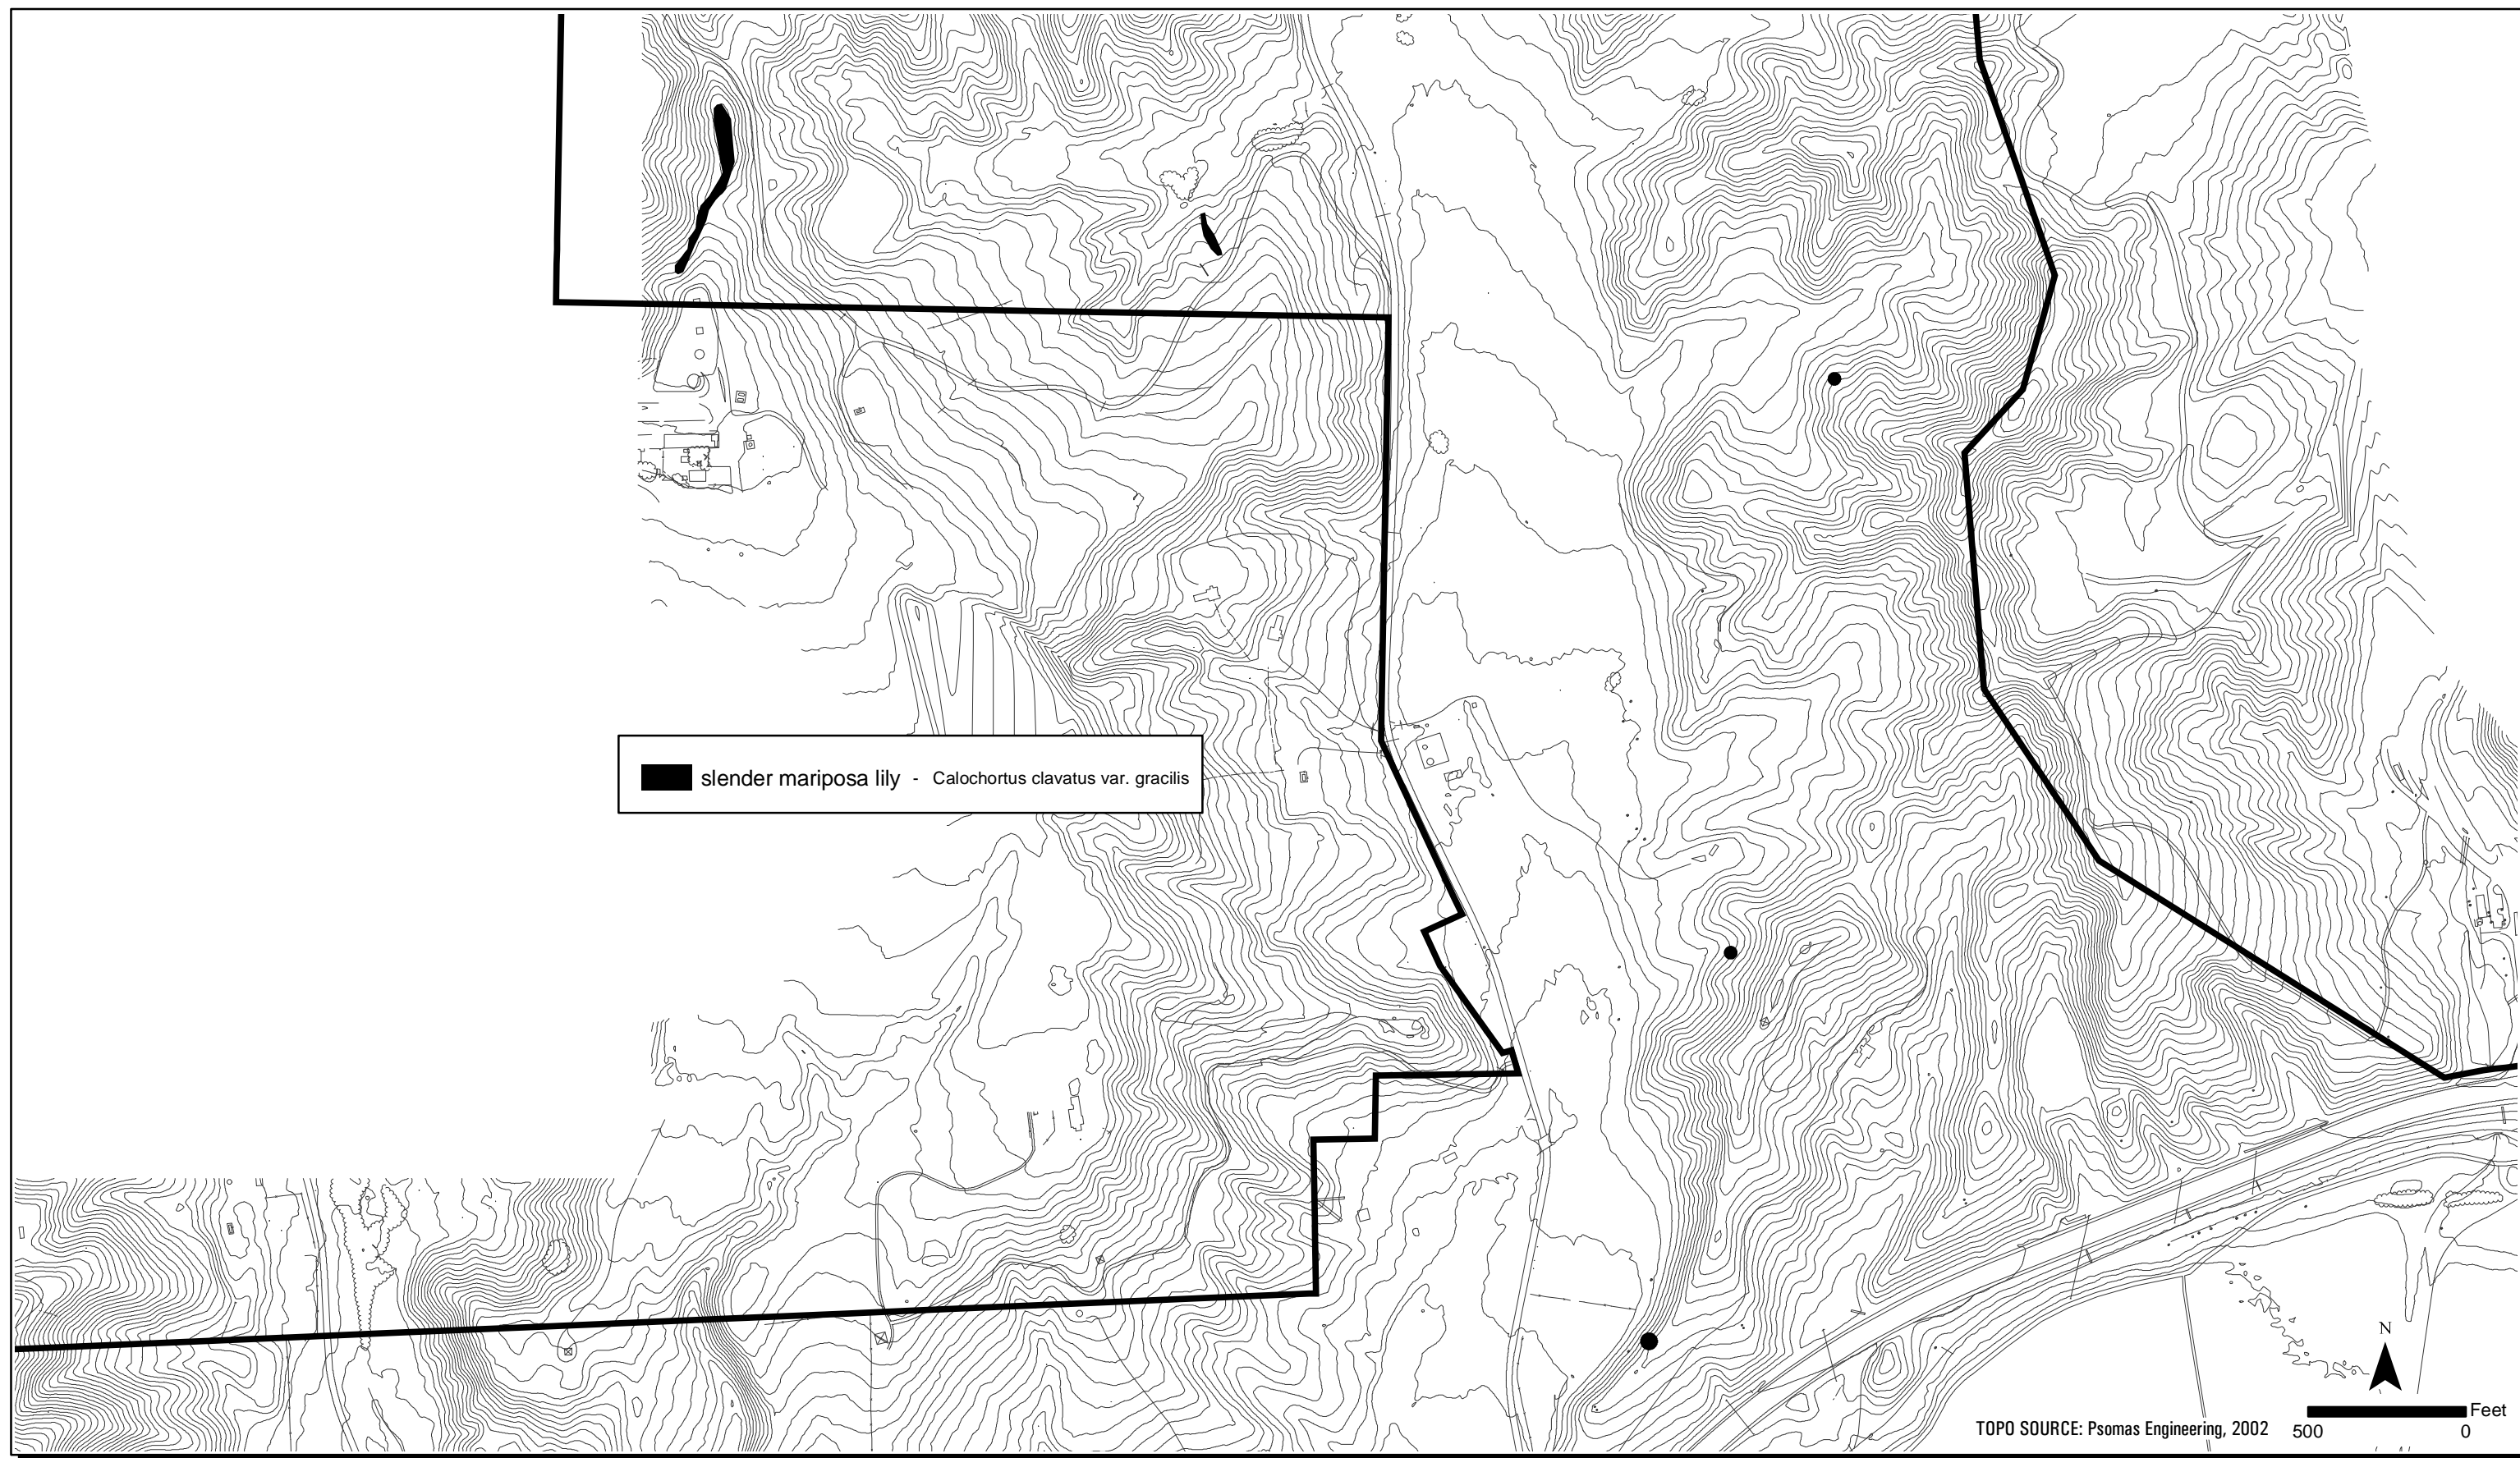 slender mariposa lily - Calochortus clavatus var. gracilis
N
Feet
TOPO SOURCE: Psomas Engineering, 2002
500 0